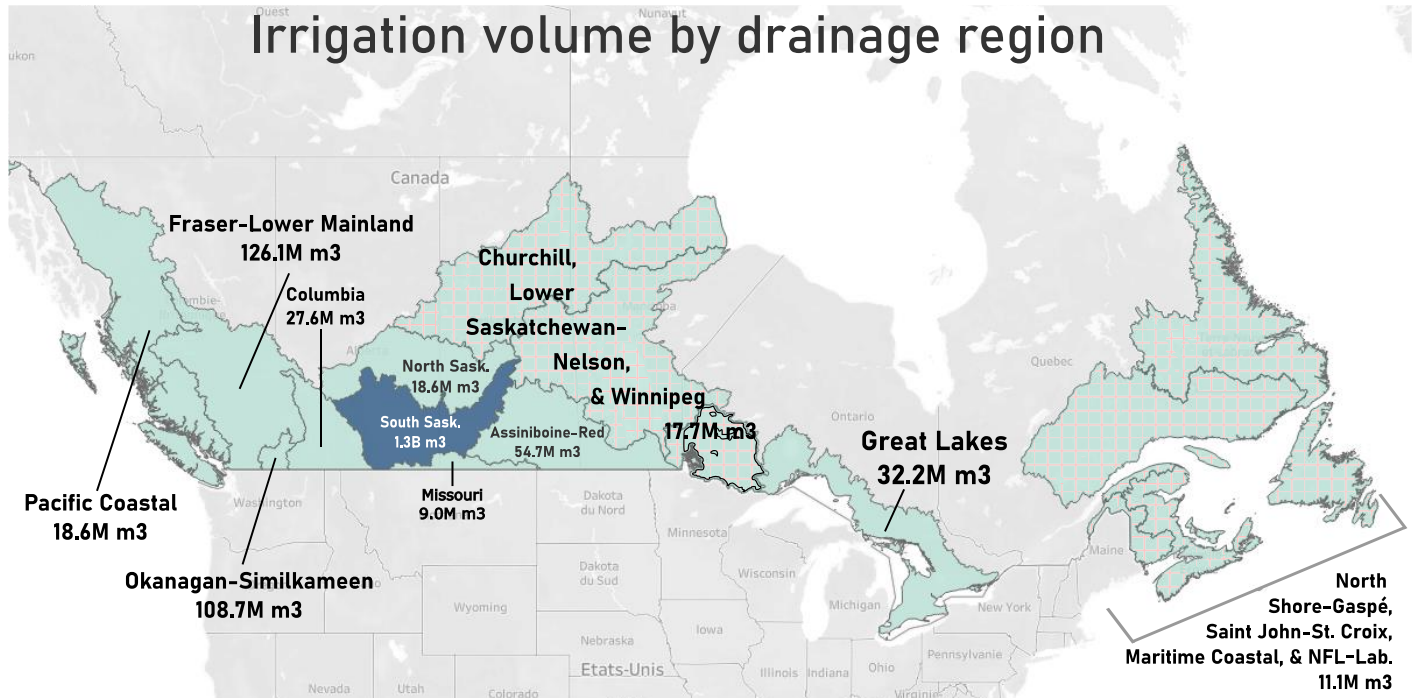 Irrigation volume by drainage region
Ouest
Nunavut
ukon
Canada
Fraser-Lower Mainland
126.1M m3
Columbia
27.6M m3
Churchill,
Lower
Saskatchewan-
Nelson,
& Winnipeg
17.7M m3
North Sask.
18.6M m3
South Sask.
1.3B m3
Assiniboine-Red
54.7M m3
Quebec
Ontario
Great Lakes
32.2M m3
Pacific Coastal
18.6M m3
Washington
Missouri
9.0M m3
Dakota
du Nord
Minnesota
Okanagan-Similkameen
108.7M m3
Dakota
du Sud
Wisconsin
Michigan
New York
Maine
Wyoming
Iowa
Nebraska
Pennsylvanie
Etats-Unis
Illinois
Indiana
Ohio
Nevada
Utah
Colorado
Virginie
North
Shore-Gaspé,
Saint John-St. Croix,
Maritime Coastal, & NFL-Lab.
11.1M m3